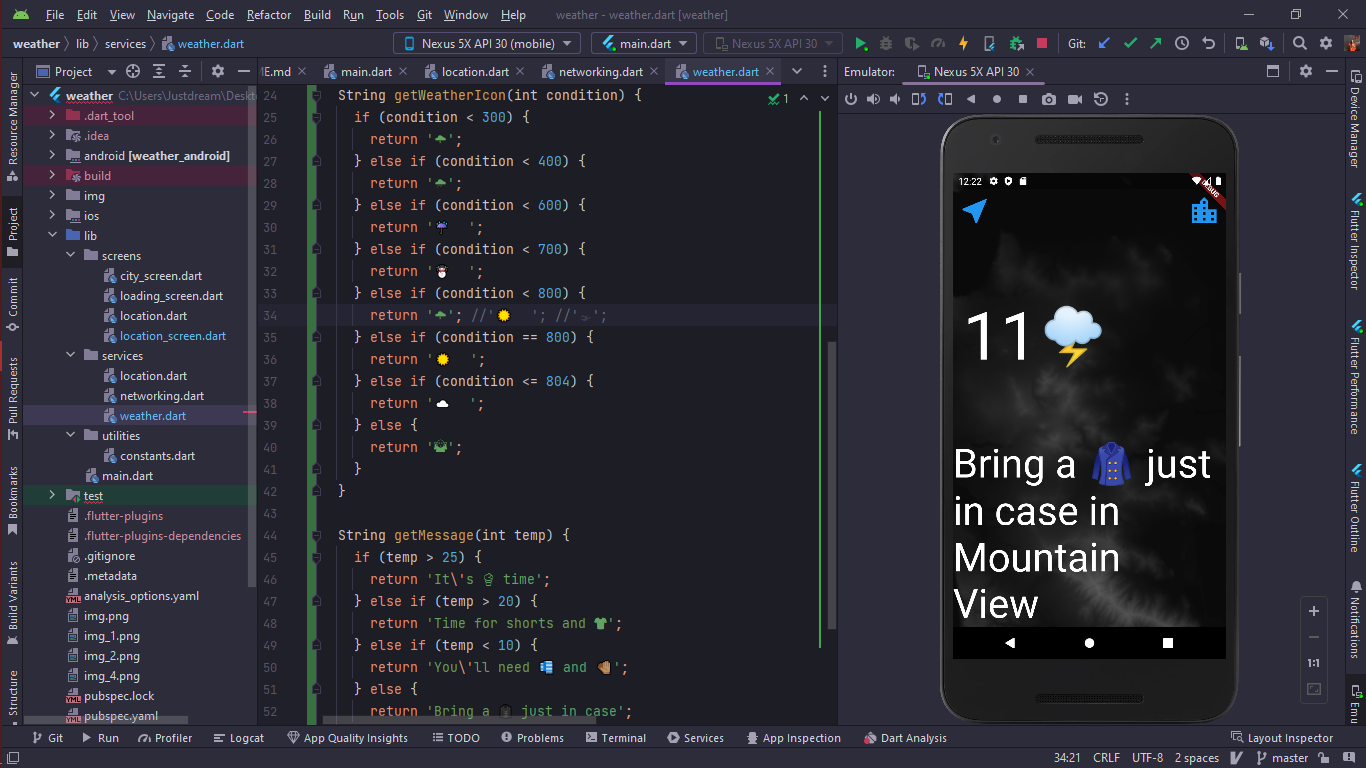 File Edit View Navigate Code Refactor Build Run Tools Git Window Help weather - weather.dart [weather]
weather lib services weather.dart Nexus 5X API 30 (mobile) main.dart Nexus 5X API 30 Git:
Project ME.md main.dart location.dart networking.dart weather.dart Emulator: Nexus 5X API 30
Resource Manager
Project
Commit
Pull Requests
Bookmarks
Build Variants
Structure
weather C:\Users\Justdream\Deskto
.dart_tool
.idea
android [weather_android]
build
img
ios
lib
screens
city_screen.dart
loading_screen.dart
location.dart
location_screen.dart
services
location.dart
networking.dart
weather.dart
utilities
constants.dart
main.dart
test
.flutter-plugins
.flutter-plugins-dependencies
.gitignore
.metadata
analysis_options.yaml
img.png
img_1.png
img_2.png
img_4.png
pubspec.lock
pubspec.yaml
1
24 String getWeatherIcon(int condition) {
25 if (condition < 300) {
26 return '🌩';
27 } else if (condition < 400) {
28 return '🌧';
29 } else if (condition < 600) {
30 return '☔️';
31 } else if (condition < 700) {
32 return '☃️';
33 } else if (condition < 800) {
34 return '🌩'; //'☀️'; //'🌫';
35 } else if (condition == 800) {
36 return '☀️';
37 } else if (condition <= 804) {
38 return '☁️';
39 } else {
40 return '🤷‍';
41 }
42 }
43
44 String getMessage(int temp) {
45 if (temp > 25) {
46 return 'It\'s 🍦 time';
47 } else if (temp > 20) {
48 return 'Time for shorts and 👕';
49 } else if (temp < 10) {
50 return 'You\'ll need 🧣 and 🧤';
51 } else {
52 return 'Bring a 🧥 just in case';
12:22
DEBUG
11 🌩
Bring a 🧥 just
in case in
Mountain
View
1:1
Device Manager
Flutter Inspector
Flutter Performance
Flutter Outline
Notifications
Emu
Git Run Profiler Logcat App Quality Insights TODO Problems Terminal Services App Inspection Dart Analysis Layout Inspector
34:21 CRLF UTF-8 2 spaces master